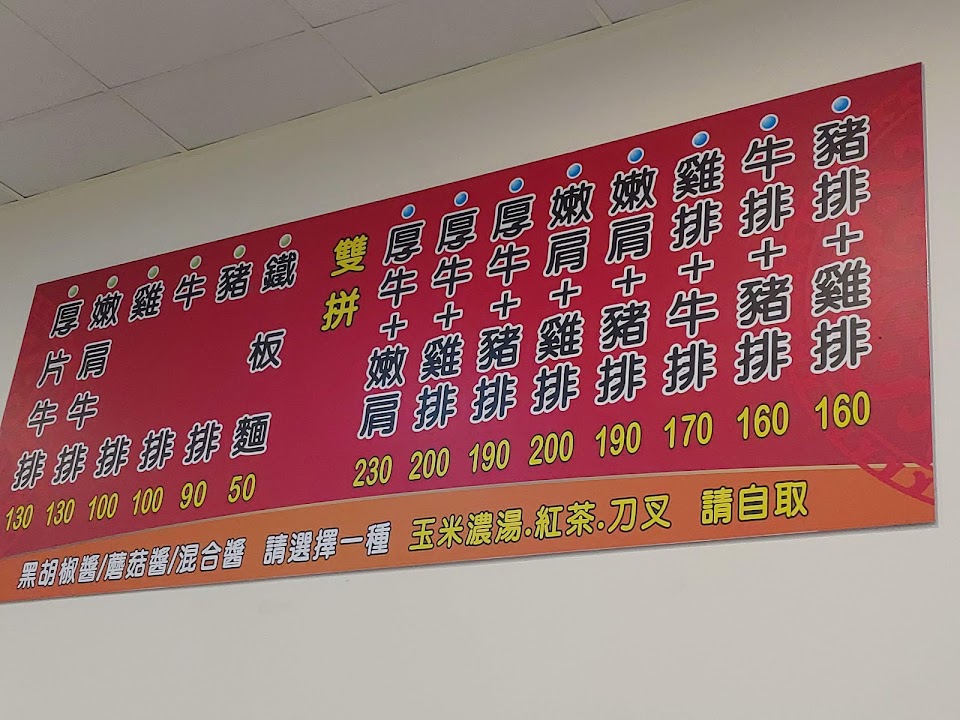 厚片牛排 130
嫩肩牛排 130
雞排 100
牛排 100
豬排 90
鐵板麵 50
雙拼
厚牛+嫩肩 230
厚牛+雞排 200
厚牛+豬排 190
嫩肩+雞排 200
嫩肩+豬排 190
雞排+牛排 170
牛排+豬排 160
豬排+雞排 160
黑胡椒醬/蘑菇醬/混合醬 請選擇一種 玉米濃湯.紅茶.刀叉 請自取